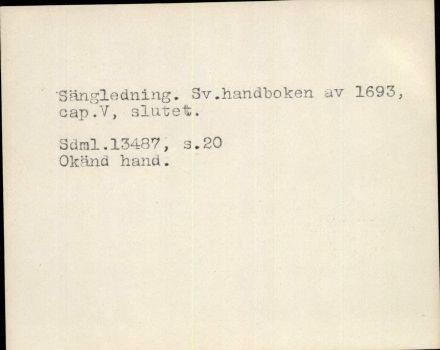 Sängledning. Sv.handboken av 1693,
cap.V, slutet.
Sdml.13487, s.20
Okänd hand.